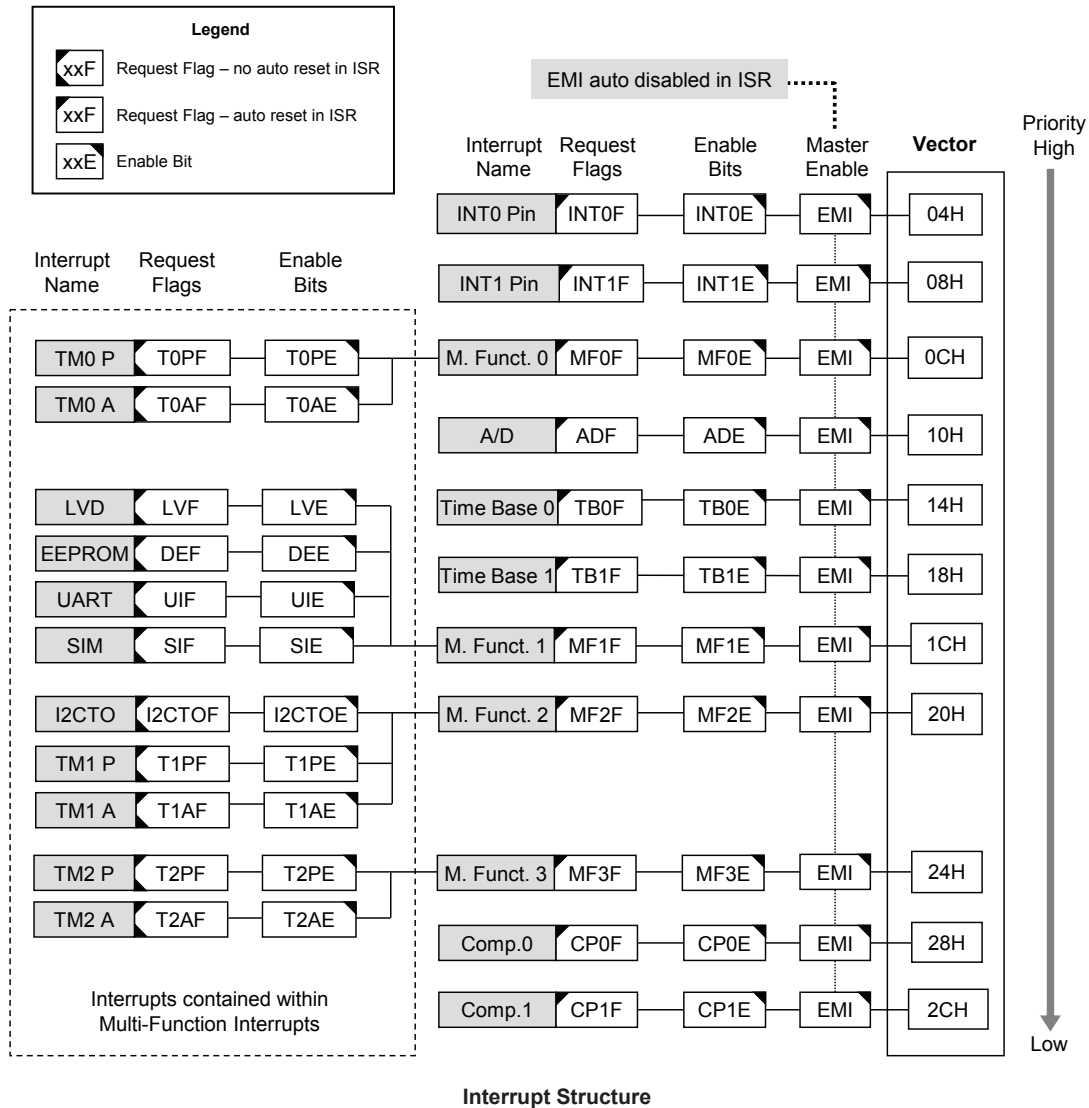 Legend
xxF Request Flag – no auto reset in ISR
xxF Request Flag – auto reset in ISR
xxE Enable Bit
EMI auto disabled in ISR
Priority
High
Interrupt Name
Request Flags
Enable Bits
Master Enable
Vector
INT0 Pin INT0F INT0E EMI 04H
INT1 Pin INT1F INT1E EMI 08H
Interrupt Name
Request Flags
Enable Bits
TM0 P T0PF T0PE M. Funct. 0 MF0F MF0E EMI 0CH
TM0 A T0AF T0AE
A/D ADF ADE EMI 10H
LVD LVF LVE Time Base 0 TB0F TB0E EMI 14H
EEPROM DEF DEE
Time Base 1 TB1F TB1E EMI 18H
UART UIF UIE
SIM SIF SIE M. Funct. 1 MF1F MF1E EMI 1CH
I2CTO I2CTOF I2CTOE M. Funct. 2 MF2F MF2E EMI 20H
TM1 P T1PF T1PE
TM1 A T1AF T1AE
TM2 P T2PF T2PE M. Funct. 3 MF3F MF3E EMI 24H
TM2 A T2AF T2AE
Comp.0 CP0F CP0E EMI 28H
Interrupts contained within
Multi-Function Interrupts
Comp.1 CP1F CP1E EMI 2CH
Low
Interrupt Structure